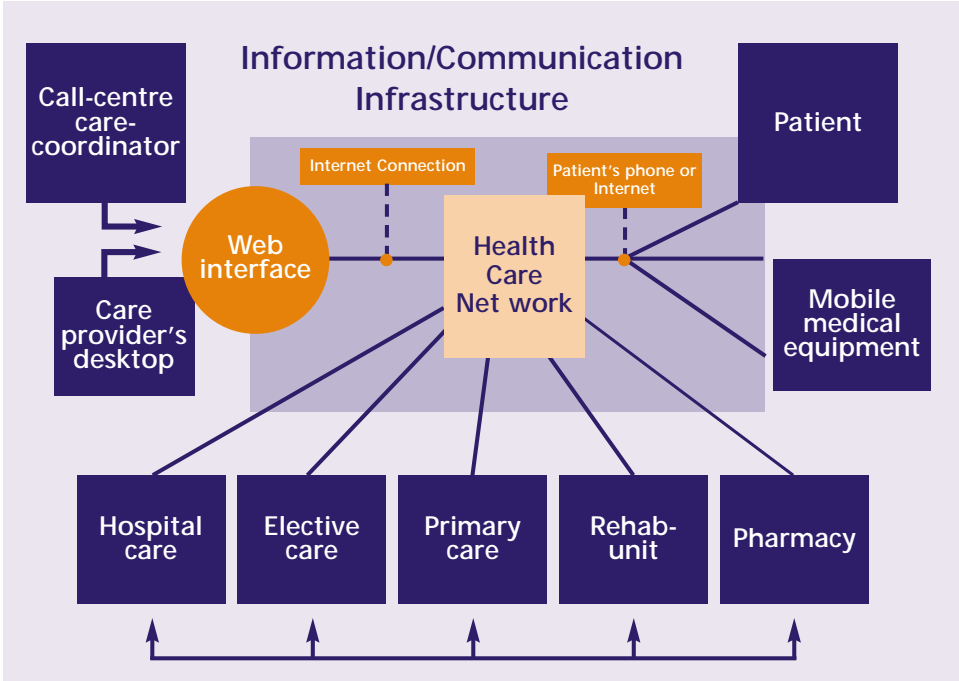 Information/Communication
Infrastructure
Call-centre
care-
coordinator
Patient
Internet Connection
Patient's phone or
Internet
Web
interface
Health
Care
Net work
Care
provider's
desktop
Mobile
medical
equipment
Hospital
care
Elective
care
Primary
care
Rehab-
unit
Pharmacy